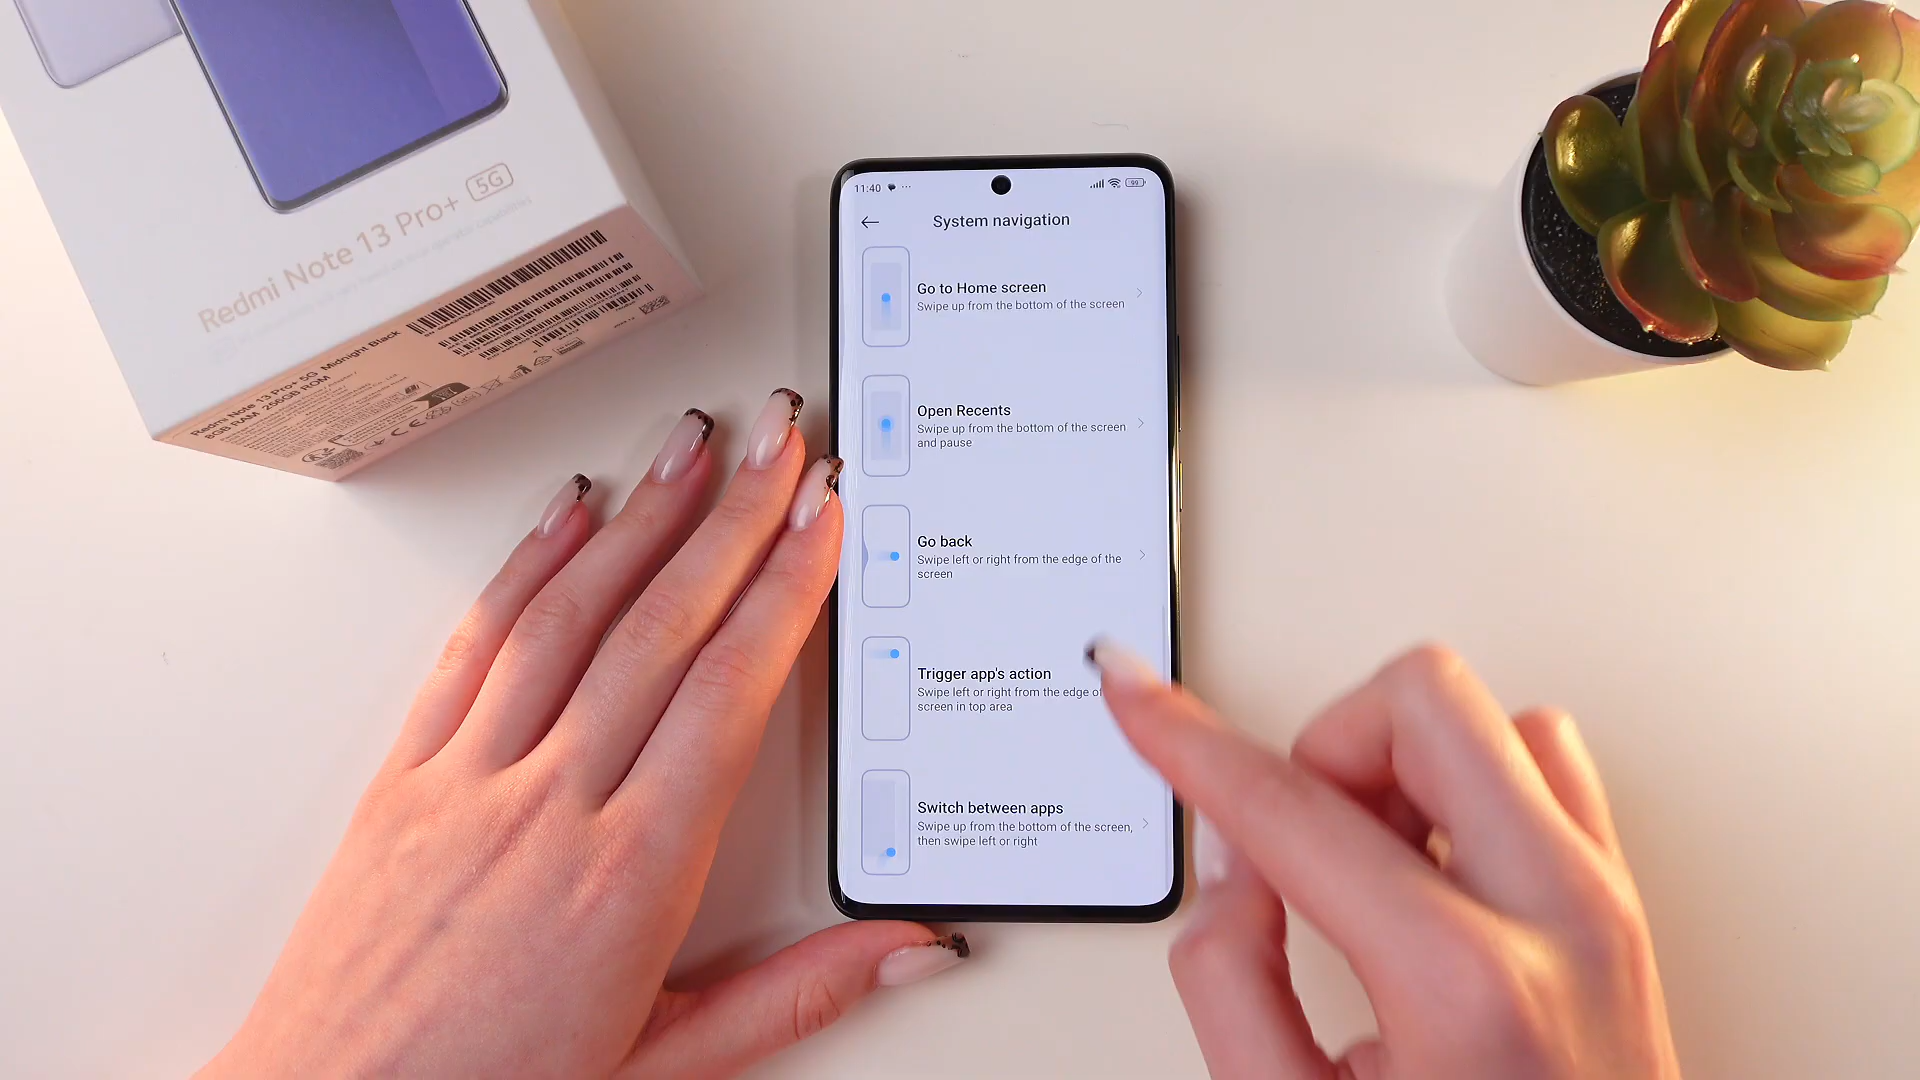 Redmi Note 13 Pro+ 5G
Redmi Note 13 Pro+ 5G Midnight Black
8GB RAM 256GB ROM
11:40
99
System navigation
Go to Home screen
Swipe up from the bottom of the screen
Open Recents
Swipe up from the bottom of the screen
and pause
Go back
Swipe left or right from the edge of the
screen
Trigger app's action
Swipe left or right from the edge of
screen in top area
Switch between apps
Swipe up from the bottom of the screen,
then swipe left or right